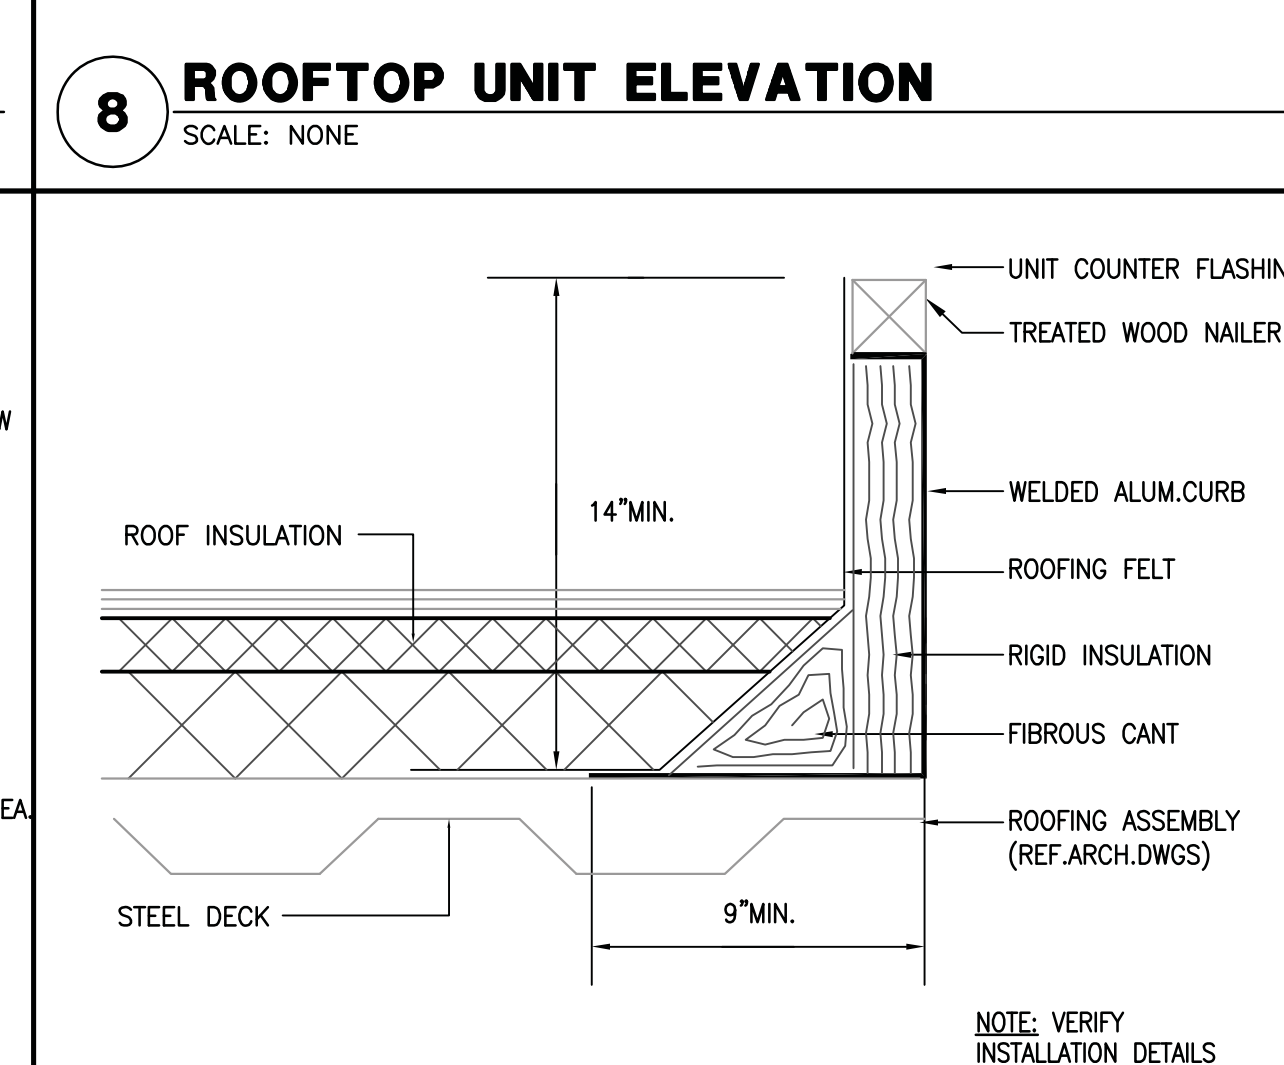 8
ROOFTOP UNIT ELEVATION
SCALE: NONE
W
EA.
UNIT COUNTER FLASHIN
TREATED WOOD NAILER
WELDED ALUM.CURB
14"MIN.
ROOF INSULATION
ROOFING FELT
RIGID INSULATION
FIBROUS CANT
ROOFING ASSEMBLY
(REF.ARCH.DWGS)
STEEL DECK
9"MIN.
NOTE: VERIFY
INSTALLATION DETAILS